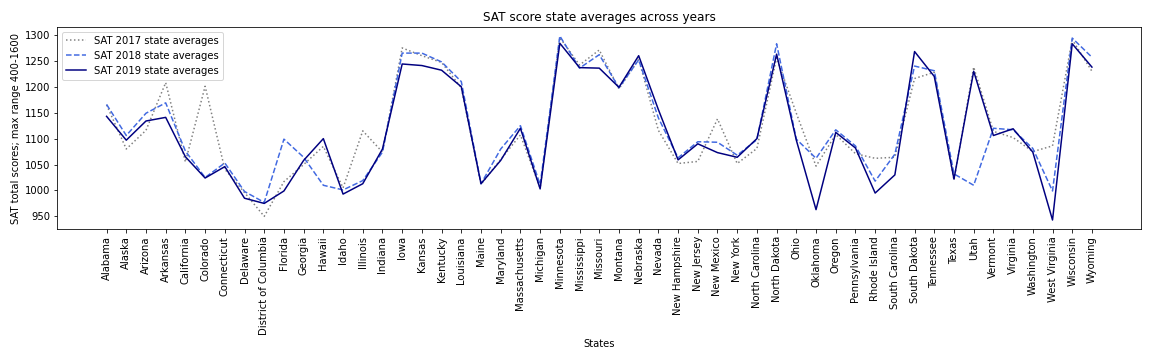 SAT score state averages across years
SAT total scores; max range 400-1600
1300
1250
1200
1150
1100
1050
1000
950
SAT 2017 state averages
SAT 2018 state averages
SAT 2019 state averages
Alabama
Alaska
Arizona
Arkansas
California
Colorado
Connecticut
Delaware
District of Columbia
Florida
Georgia
Hawaii
Idaho
Illinois
Indiana
Iowa
Kansas
Kentucky
Louisiana
Maine
Maryland
Massachusetts
Michigan
Minnesota
Mississippi
Missouri
Montana
Nebraska
Nevada
New Hampshire
New Jersey
New Mexico
New York
North Carolina
North Dakota
Ohio
Oklahoma
Oregon
Pennsylvania
Rhode Island
South Carolina
South Dakota
Tennessee
Texas
Utah
Vermont
Virginia
Washington
West Virginia
Wisconsin
Wyoming
States